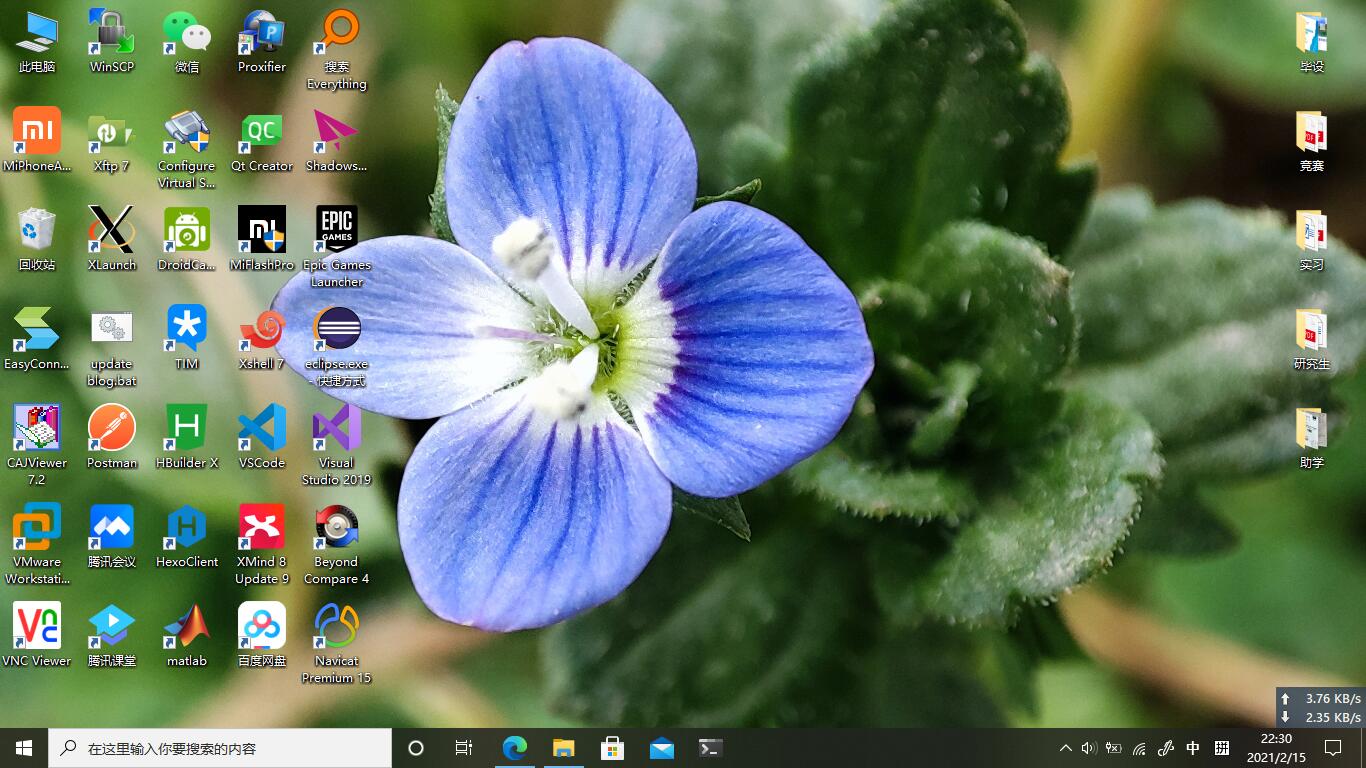 此电脑
WinSCP
微信
Proxifier
搜索
Everything
毕设
MiPhoneA...
Xftp 7
Configure
Virtual S...
QC
Qt Creator
Shadows...
竞赛
回收站
XLaunch
DroidCa...
MiFlashPro
EPIC
GAMES
Epic Games
Launcher
实习
EasyConn...
update
blog.bat
TIM
Xshell 7
eclipse.exe
- 快捷方式
研究生
CAJViewer
7.2
Postman
H
HBuilder X
VSCode
Visual
Studio 2019
助学
VMware
Workstati...
腾讯会议
H
HexoClient
XMind 8
Update 9
Beyond
Compare 4
VNC
VNC Viewer
腾讯课堂
matlab
百度网盘
Navicat
Premium 15
3.76 KB/s
2.35 KB/s
在这里输入你要搜索的内容
中
拼
22:30
2021/2/15